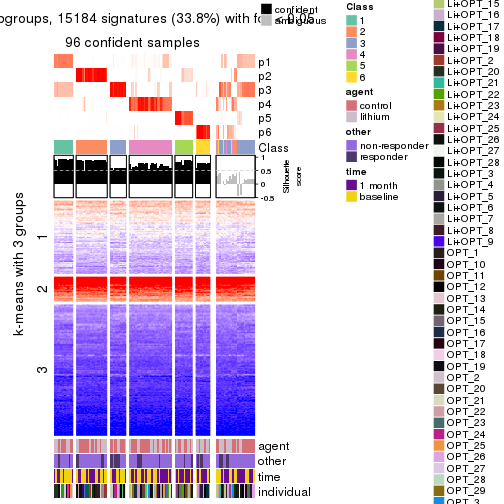 ogroups, 15184 signatures (33.8%) with
96 confident samples
confident
ambiguous
p1
p2
p3
p4
p5
p6
Class
1
0.5
0
-0.5
Silhouette
score
k-means with 3 groups
1
2
3
agent
other
time
individual
Class
1
2
3
4
5
6
agent
control
lithium
other
non-responder
responder
time
1 month
baseline
Li+OPT_15
Li+OPT_16
Li+OPT_17
Li+OPT_18
Li+OPT_19
Li+OPT_2
Li+OPT_20
Li+OPT_21
Li+OPT_22
Li+OPT_23
Li+OPT_24
Li+OPT_25
Li+OPT_26
Li+OPT_27
Li+OPT_28
Li+OPT_3
Li+OPT_4
Li+OPT_5
Li+OPT_6
Li+OPT_7
Li+OPT_8
Li+OPT_9
OPT_1
OPT_10
OPT_11
OPT_12
OPT_13
OPT_14
OPT_15
OPT_16
OPT_17
OPT_18
OPT_19
OPT_2
OPT_20
OPT_21
OPT_22
OPT_23
OPT_24
OPT_25
OPT_26
OPT_27
OPT_28
OPT_29
OPT_3